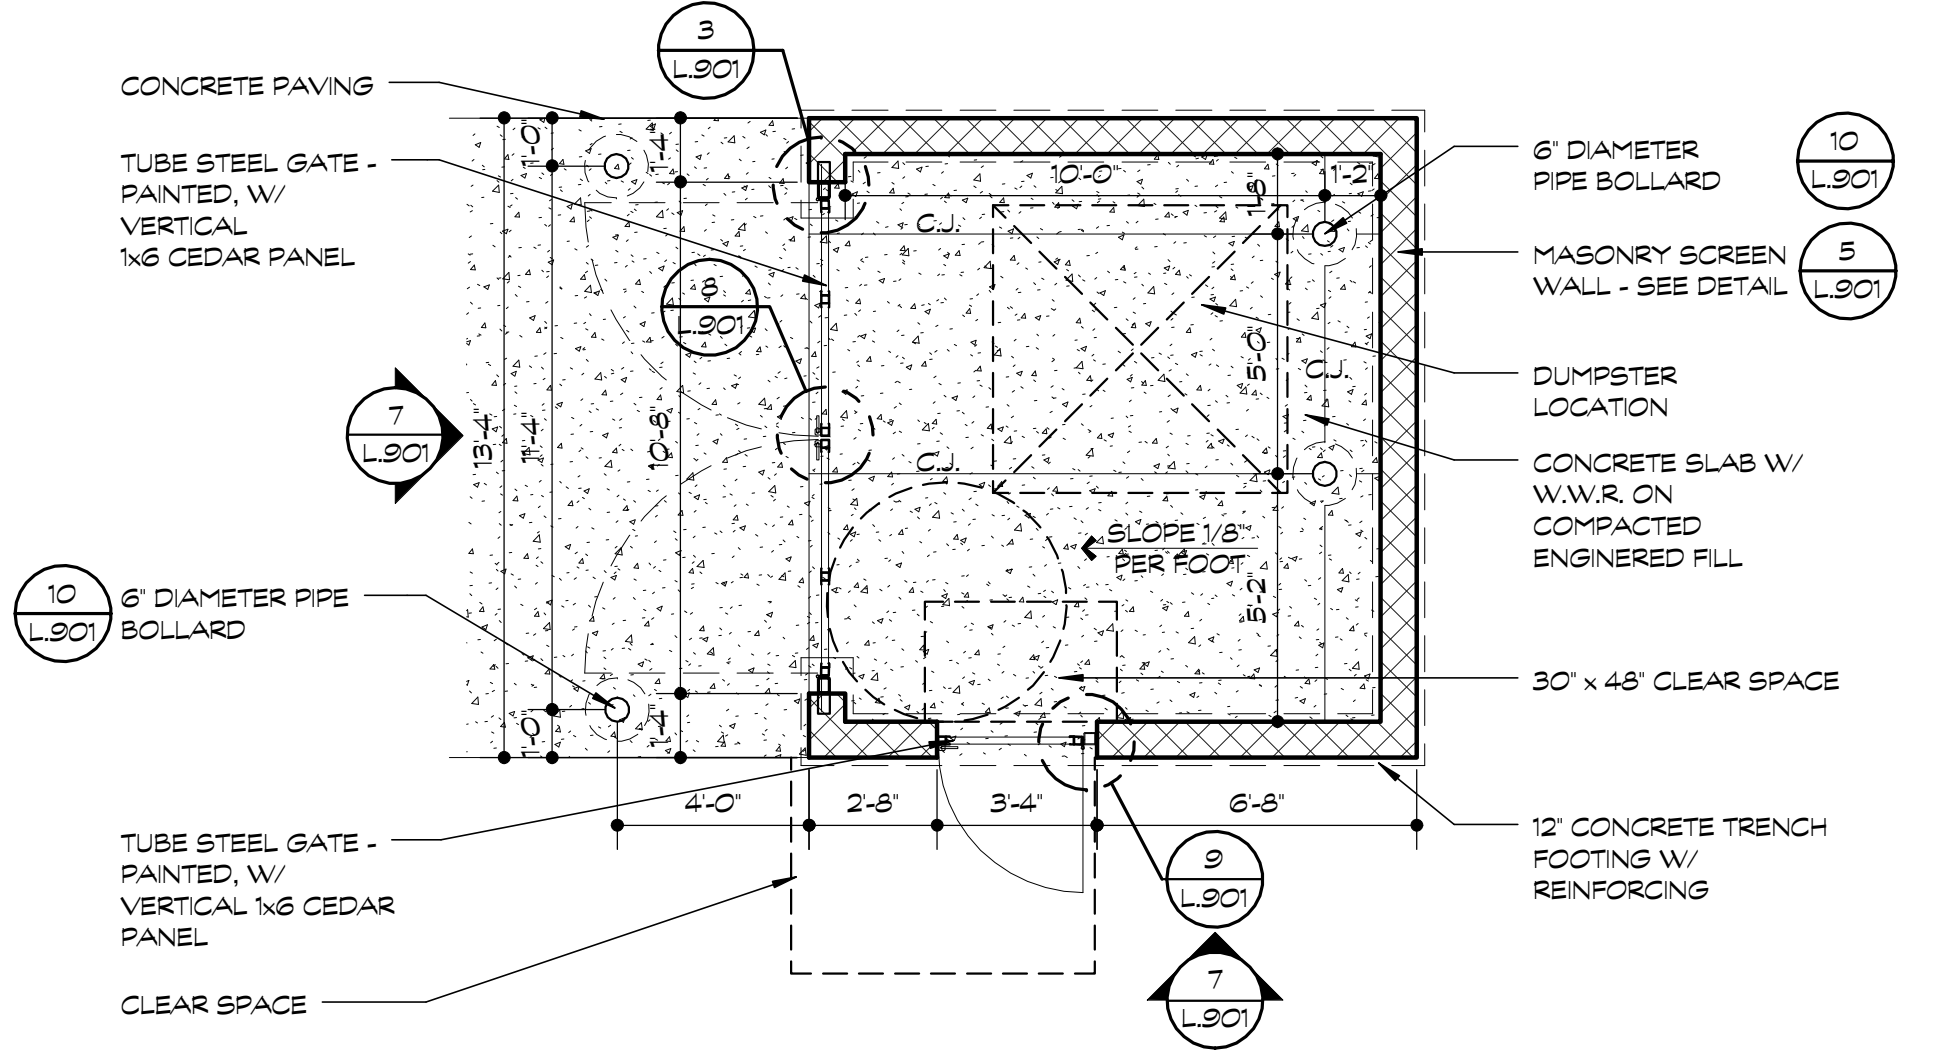 3
L.901
CONCRETE PAVING
TUBE STEEL GATE -
PAINTED, W/
VERTICAL
1x6 CEDAR PANEL
8
L.901
7
L.901
10
L.901
6" DIAMETER PIPE
BOLLARD
TUBE STEEL GATE -
PAINTED, W/
VERTICAL 1x6 CEDAR
PANEL
CLEAR SPACE
13'-4"
1'-0"
11'-4"
1'-0"
1'-4"
10'-8"
1'-4"
10'-0"
1'-2"
C.J.
1'-8"
5'-0"
C.J.
C.J.
SLOPE 1/8"
PER FOOT
5'-2"
4'-0"
2'-8"
3'-4"
6'-8"
9
L.901
7
L.901
6" DIAMETER
PIPE BOLLARD
10
L.901
MASONRY SCREEN
WALL - SEE DETAIL
5
L.901
DUMPSTER
LOCATION
CONCRETE SLAB W/
W.W.R. ON
COMPACTED
ENGINERED FILL
30" x 48" CLEAR SPACE
12" CONCRETE TRENCH
FOOTING W/
REINFORCING